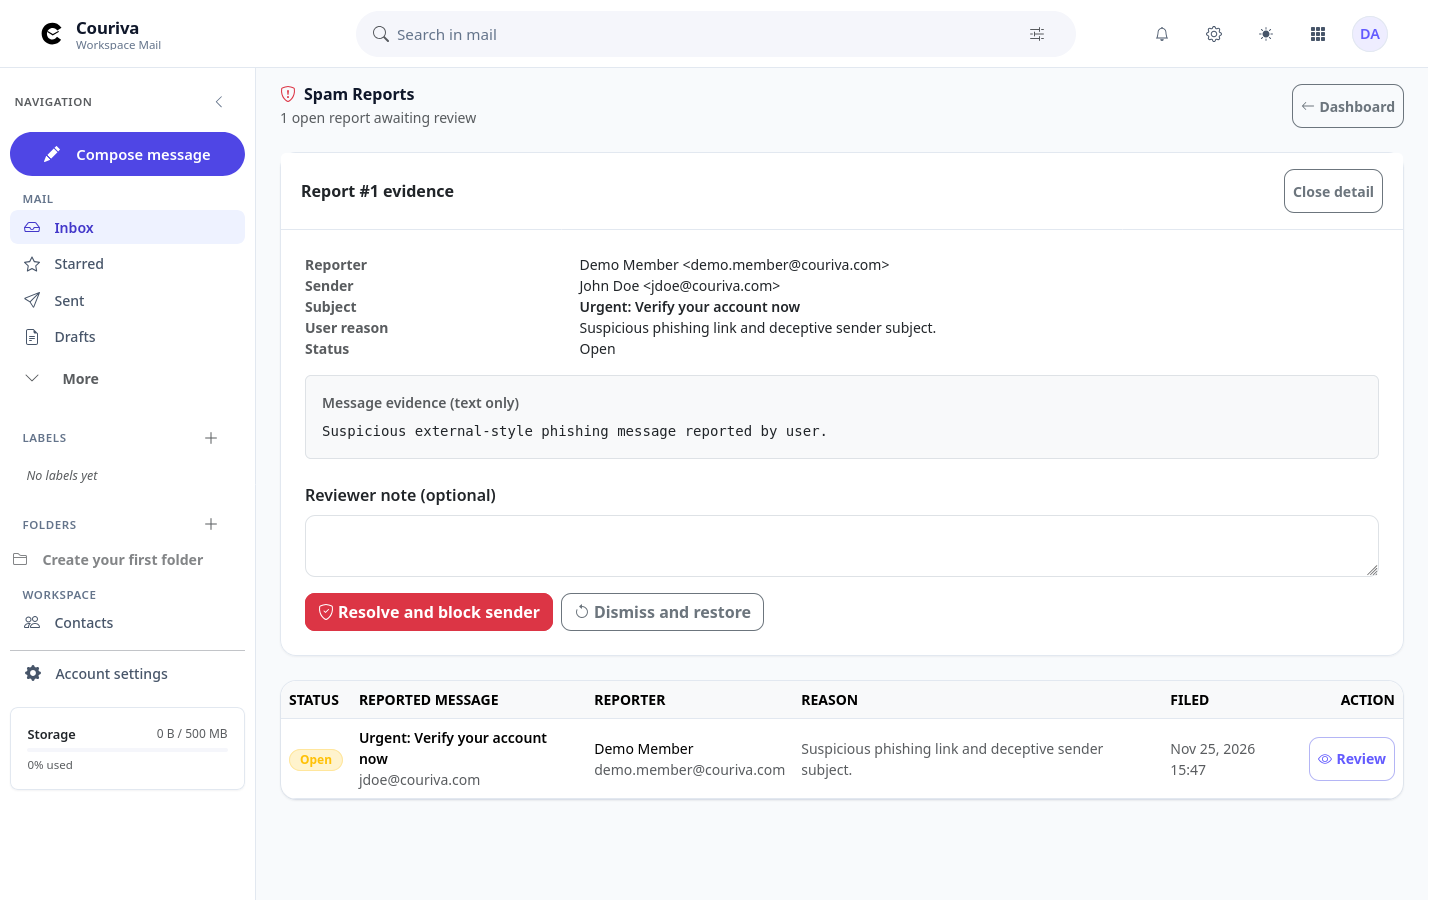 Couriva
Workspace Mail
Search in mail
DA
NAVIGATION
Compose message
MAIL
Inbox
Starred
Sent
Drafts
More
LABELS
No labels yet
FOLDERS
Create your first folder
WORKSPACE
Contacts
Account settings
Storage 0 B / 500 MB
0% used
Spam Reports
1 open report awaiting review
Dashboard
Report #1 evidence
Close detail
Reporter Demo Member <demo.member@couriva.com>
Sender John Doe <jdoe@couriva.com>
Subject Urgent: Verify your account now
User reason Suspicious phishing link and deceptive sender subject.
Status Open
Message evidence (text only)
Suspicious external-style phishing message reported by user.
Reviewer note (optional)
Resolve and block sender
Dismiss and restore
STATUS REPORTED MESSAGE REPORTER REASON FILED ACTION
Open
Urgent: Verify your account
now
jdoe@couriva.com
Demo Member
demo.member@couriva.com
Suspicious phishing link and deceptive sender
subject.
Nov 25, 2026
15:47
Review